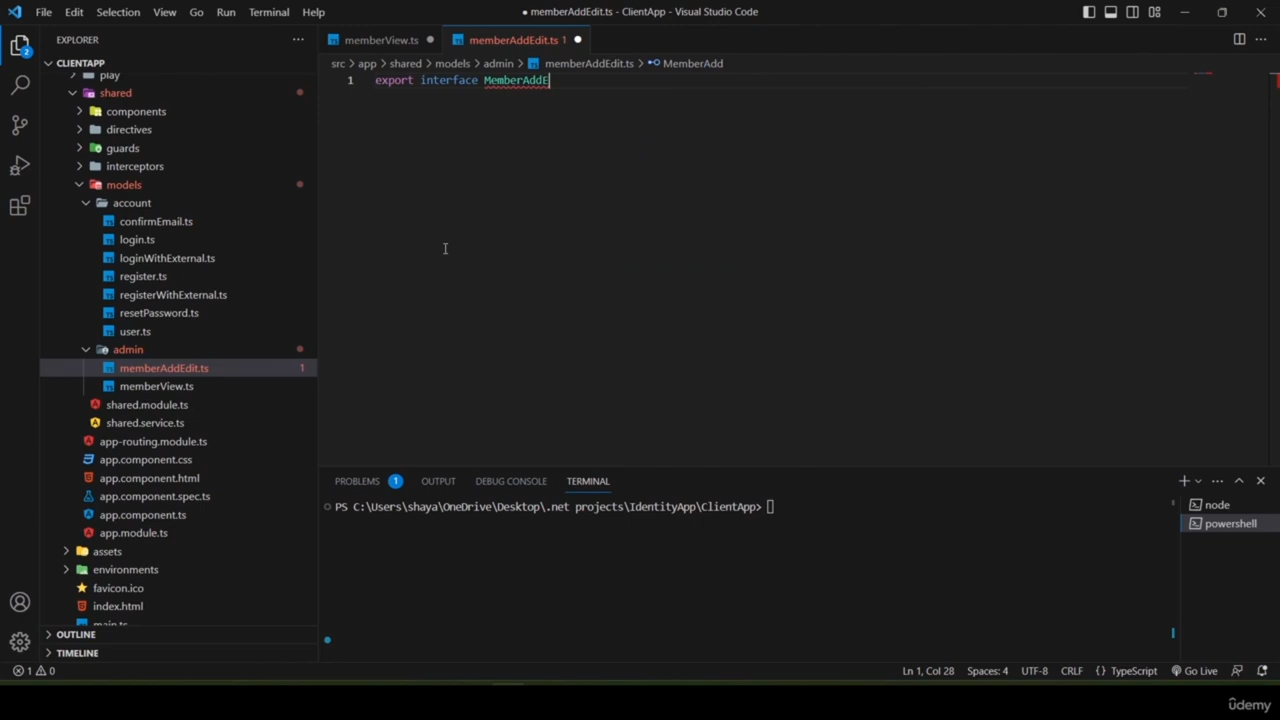 File Edit Selection View Go Run Terminal Help
● memberAddEdit.ts - ClientApp - Visual Studio Code
EXPLORER
CLIENTAPP
play
shared
components
directives
guards
interceptors
models
account
confirmEmail.ts
login.ts
loginWithExternal.ts
register.ts
registerWithExternal.ts
resetPassword.ts
user.ts
admin
memberAddEdit.ts 1
memberView.ts
shared.module.ts
shared.service.ts
app-routing.module.ts
app.component.css
app.component.html
app.component.spec.ts
app.component.ts
app.module.ts
assets
environments
favicon.ico
index.html
main.ts
OUTLINE
TIMELINE
2
memberView.ts ● memberAddEdit.ts 1 ●
src > app > shared > models > admin > memberAddEdit.ts > MemberAdd
1 export interface MemberAddE
PROBLEMS 1 OUTPUT DEBUG CONSOLE TERMINAL
PS C:\Users\shaya\OneDrive\Desktop\.net projects\IdentityApp\ClientApp>
node
powershell
1 0
Ln 1, Col 28 Spaces: 4 UTF-8 CRLF {} TypeScript Go Live
ûdemy